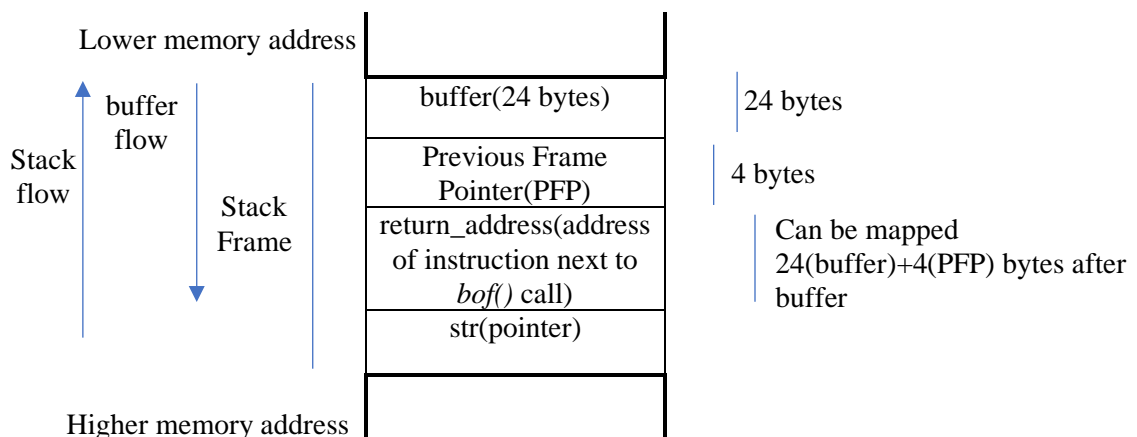 Lower memory address
buffer
flow
Stack
flow
Stack
Frame
Higher memory address
buffer(24 bytes)
Previous Frame
Pointer(PFP)
return_address(address
of instruction next to
bof() call)
str(pointer)
24 bytes
4 bytes
Can be mapped
24(buffer)+4(PFP) bytes after
buffer